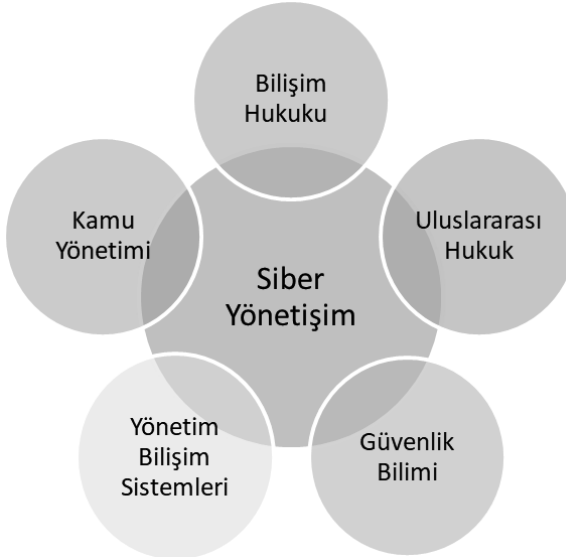 Bilişim
Hukuku
Kamu
Yönetimi
Uluslararası
Hukuk
Siber
Yönetişim
Yönetim
Bilişim
Sistemleri
Güvenlik
Bilimi